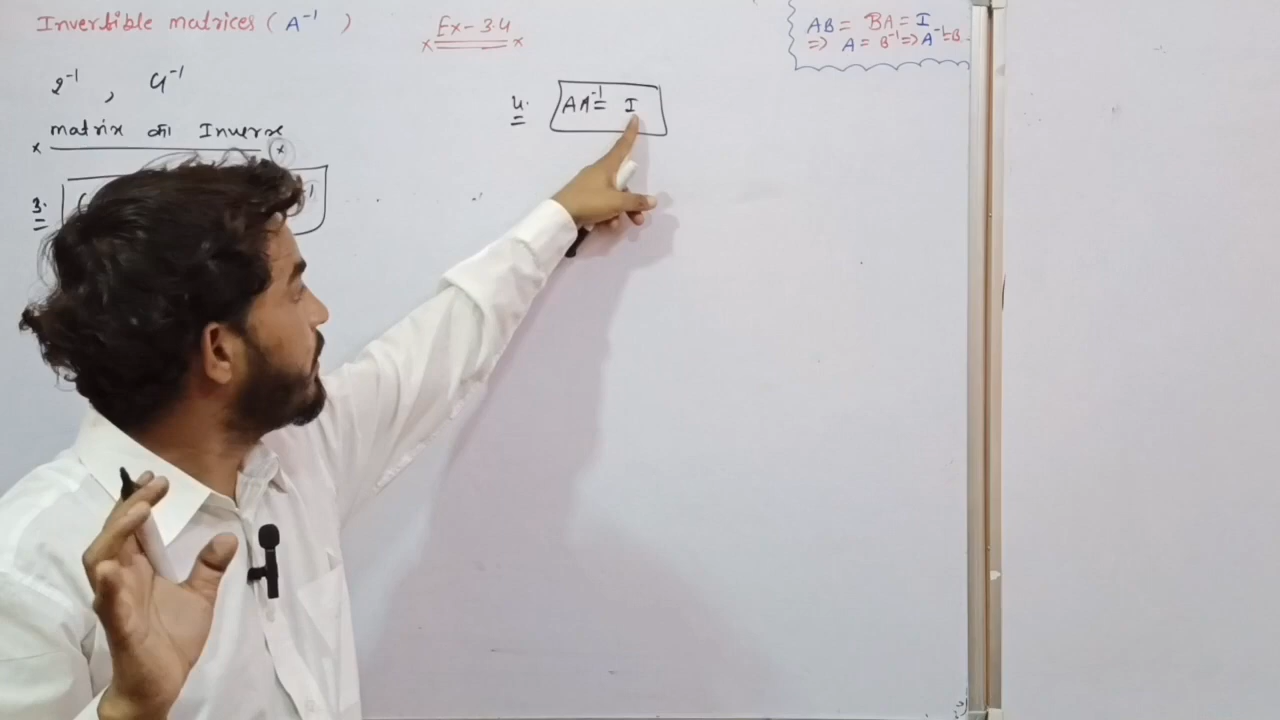 Invertible matrices ( A⁻¹ )
Ex - 3.4
AB = BA = I
=> A = B⁻¹ => A⁻¹ = B
2⁻¹ , 4⁻¹
matrix का Inverse
3.
4. AA⁻¹ = I